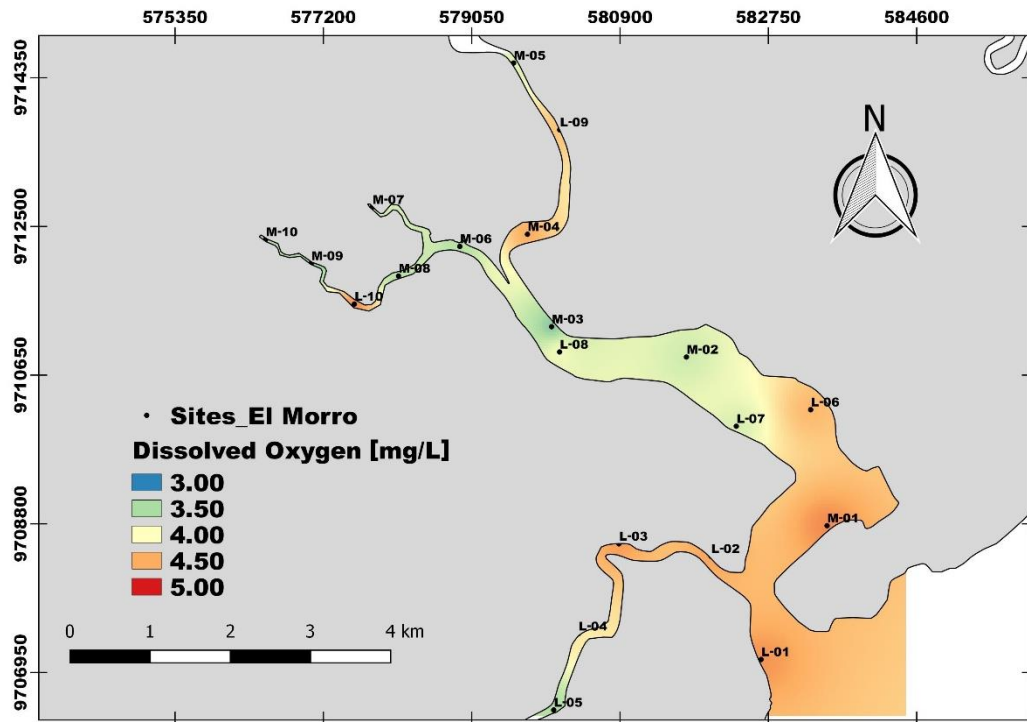 575350 577200 579050 580900 582750 584600
9714350
9712500
9710650
9708800
9706950
N
M-05
L-09
M-07
M-04
M-10
M-06
M-09
M-08
L-10
M-03
L-08
M-02
L-06
L-07
M-01
L-03
L-02
L-04
L-01
L-05
Sites_El Morro
Dissolved Oxygen [mg/L]
3.00
3.50
4.00
4.50
5.00
0 1 2 3 4 km